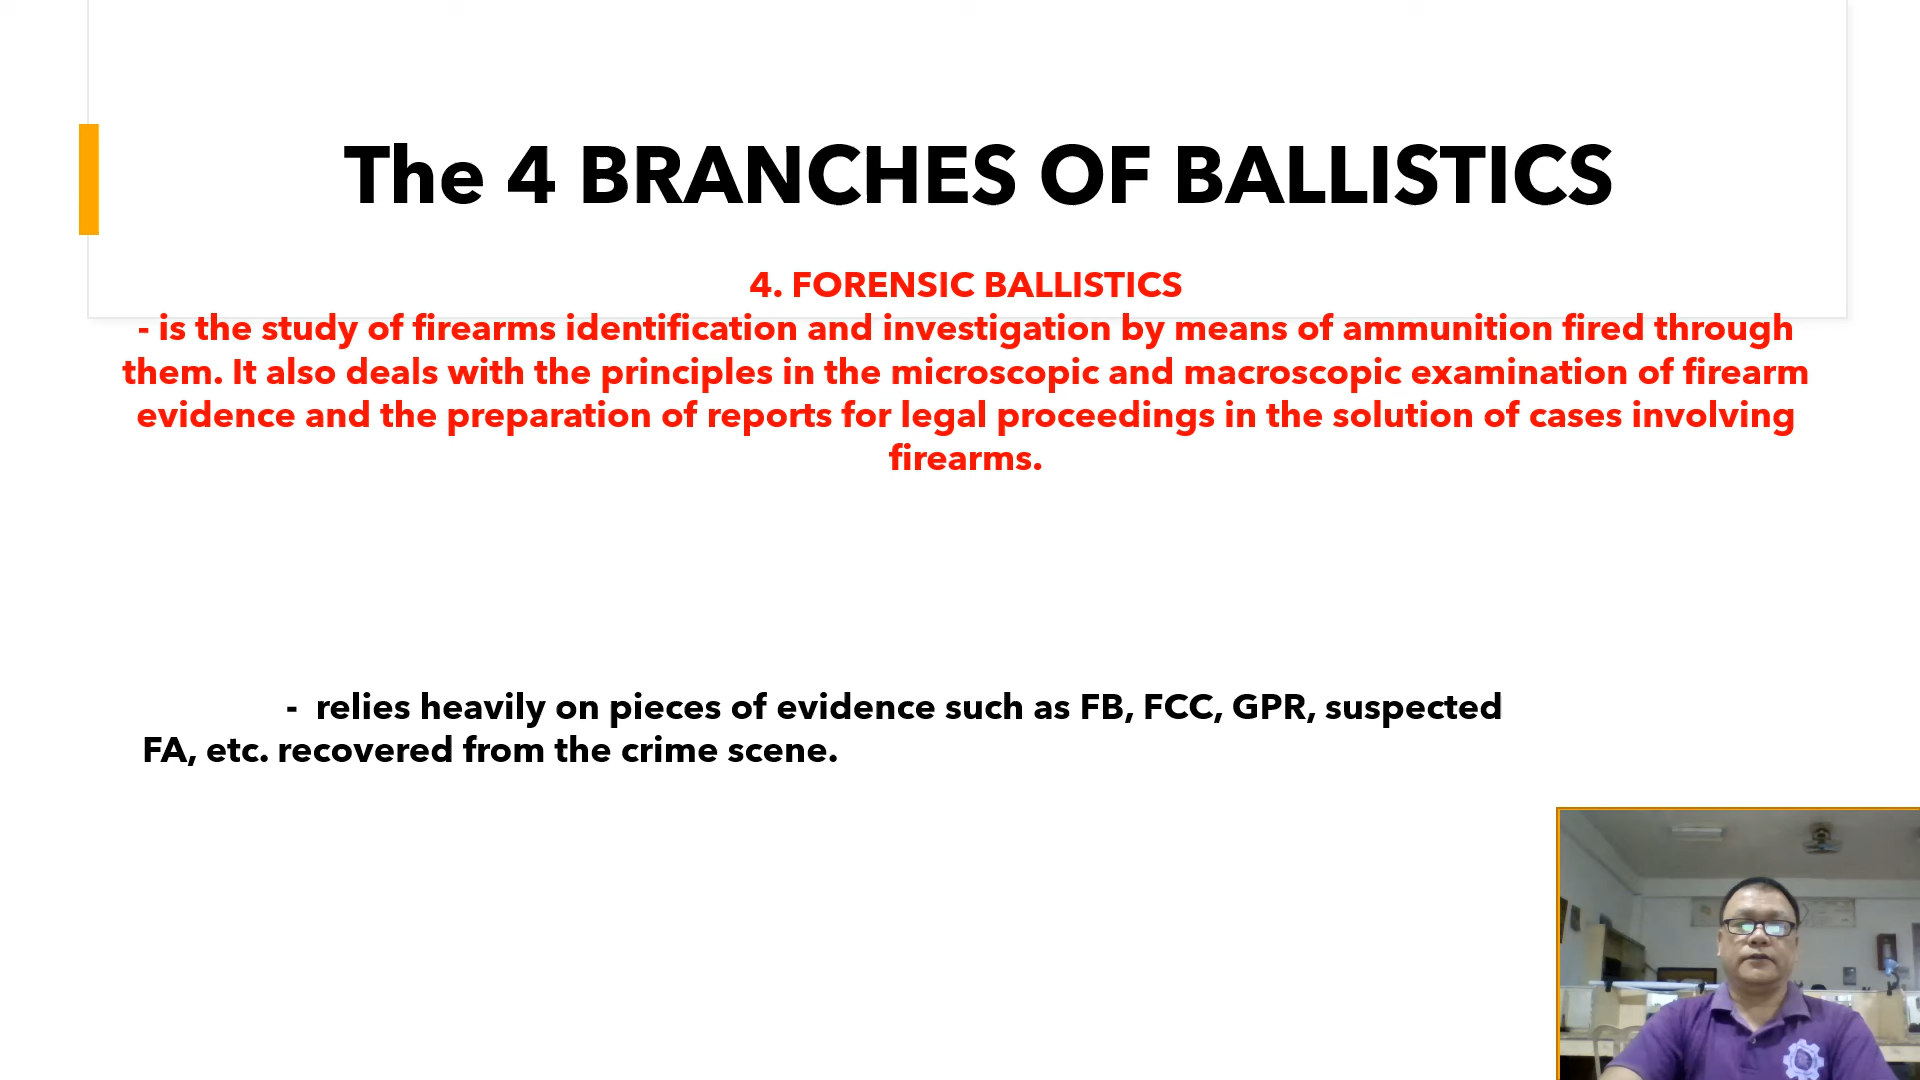 The 4 BRANCHES OF BALLISTICS
4. FORENSIC BALLISTICS
- is the study of firearms identification and investigation by means of ammunition fired through
them. It also deals with the principles in the microscopic and macroscopic examination of firearm
evidence and the preparation of reports for legal proceedings in the solution of cases involving
firearms.
- relies heavily on pieces of evidence such as FB, FCC, GPR, suspected
FA, etc. recovered from the crime scene.